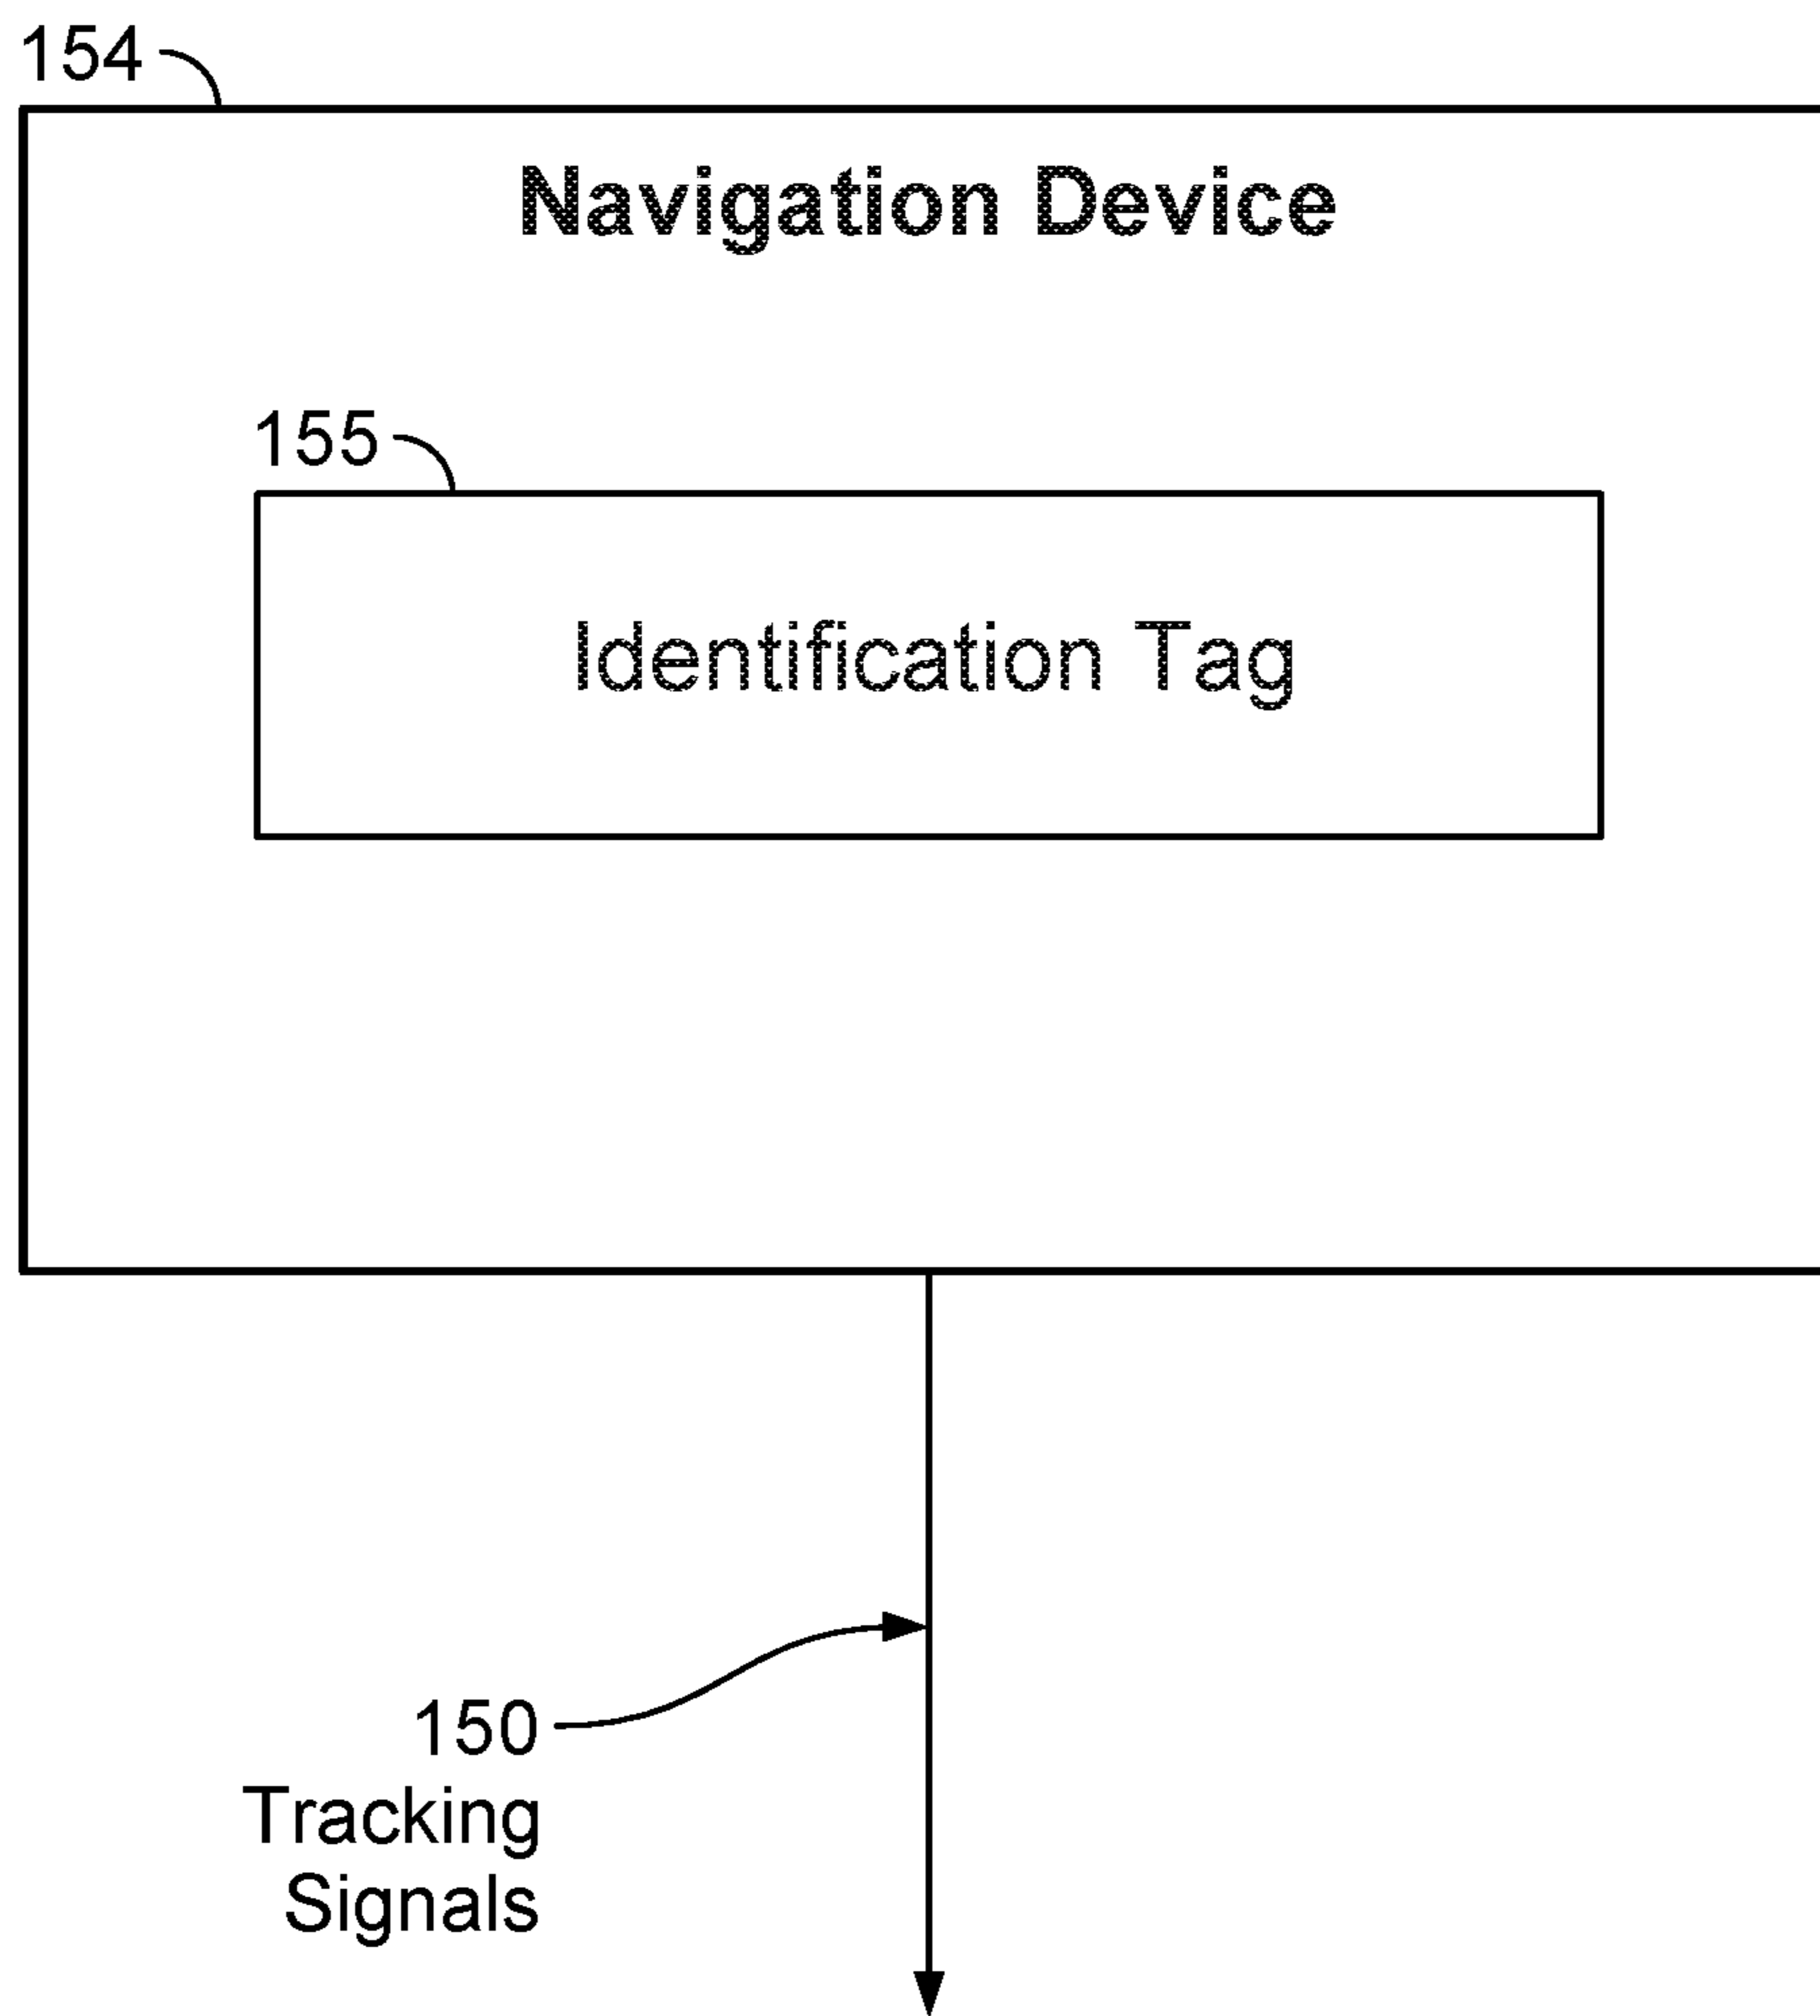 154
Navigation Device
155
Identification Tag
150
Tracking
Signals